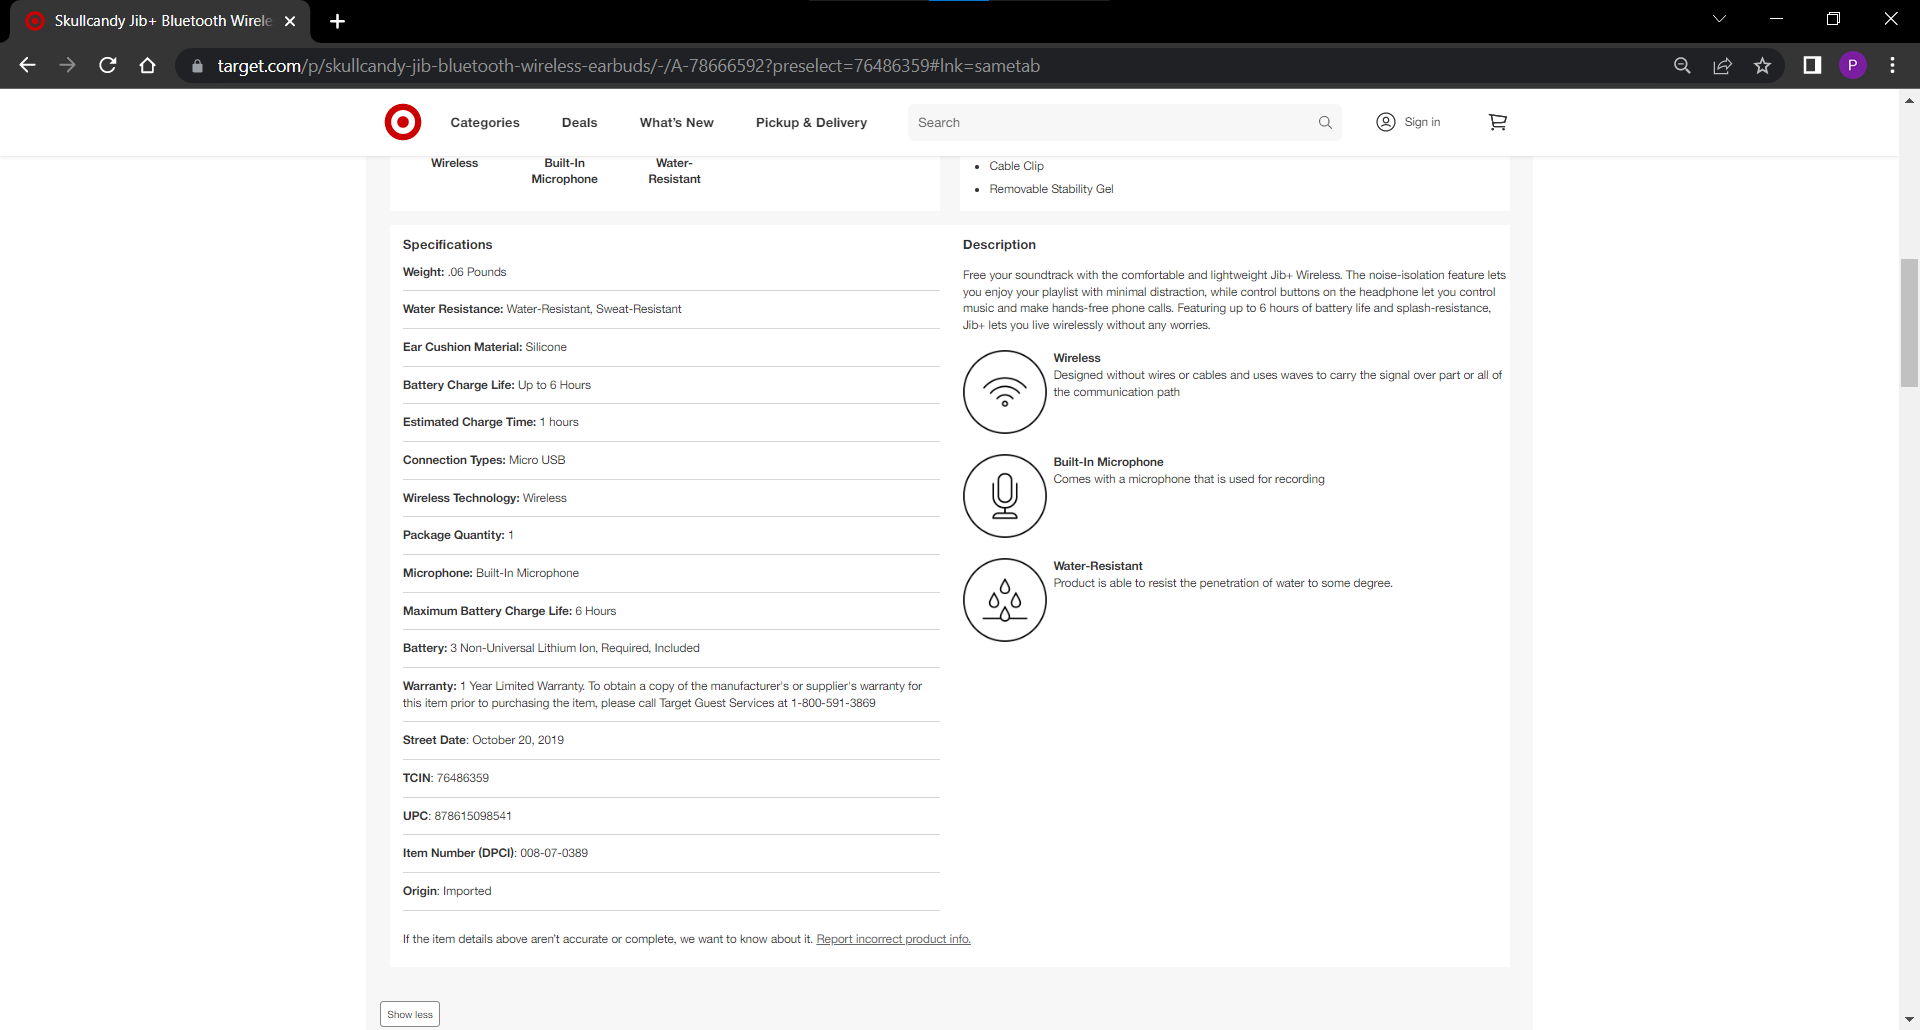 Skullcandy Jib+ Bluetooth Wirele
target.com/p/skullcandy-jib-bluetooth-wireless-earbuds/-/A-78666592?preselect=76486359#lnk=sametab
P
Categories
Deals
What's New
Pickup & Delivery
Search
Sign in
Wireless
Built-In
Microphone
Water-
Resistant
• Cable Clip
• Removable Stability Gel
Specifications
Weight: .06 Pounds
Water Resistance: Water-Resistant, Sweat-Resistant
Ear Cushion Material: Silicone
Battery Charge Life: Up to 6 Hours
Estimated Charge Time: 1 hours
Connection Types: Micro USB
Wireless Technology: Wireless
Package Quantity: 1
Microphone: Built-In Microphone
Maximum Battery Charge Life: 6 Hours
Battery: 3 Non-Universal Lithium Ion, Required, Included
Warranty: 1 Year Limited Warranty. To obtain a copy of the manufacturer's or supplier's warranty for
this item prior to purchasing the item, please call Target Guest Services at 1-800-591-3869
Street Date: October 20, 2019
TCIN: 76486359
UPC: 878615098541
Item Number (DPCI): 008-07-0389
Origin: Imported
If the item details above aren't accurate or complete, we want to know about it. Report incorrect product info.
Description
Free your soundtrack with the comfortable and lightweight Jib+ Wireless. The noise-isolation feature lets
you enjoy your playlist with minimal distraction, while control buttons on the headphone let you control
music and make hands-free phone calls. Featuring up to 6 hours of battery life and splash-resistance,
Jib+ lets you live wirelessly without any worries.
Wireless
Designed without wires or cables and uses waves to carry the signal over part or all of
the communication path
Built-In Microphone
Comes with a microphone that is used for recording
Water-Resistant
Product is able to resist the penetration of water to some degree.
Show less